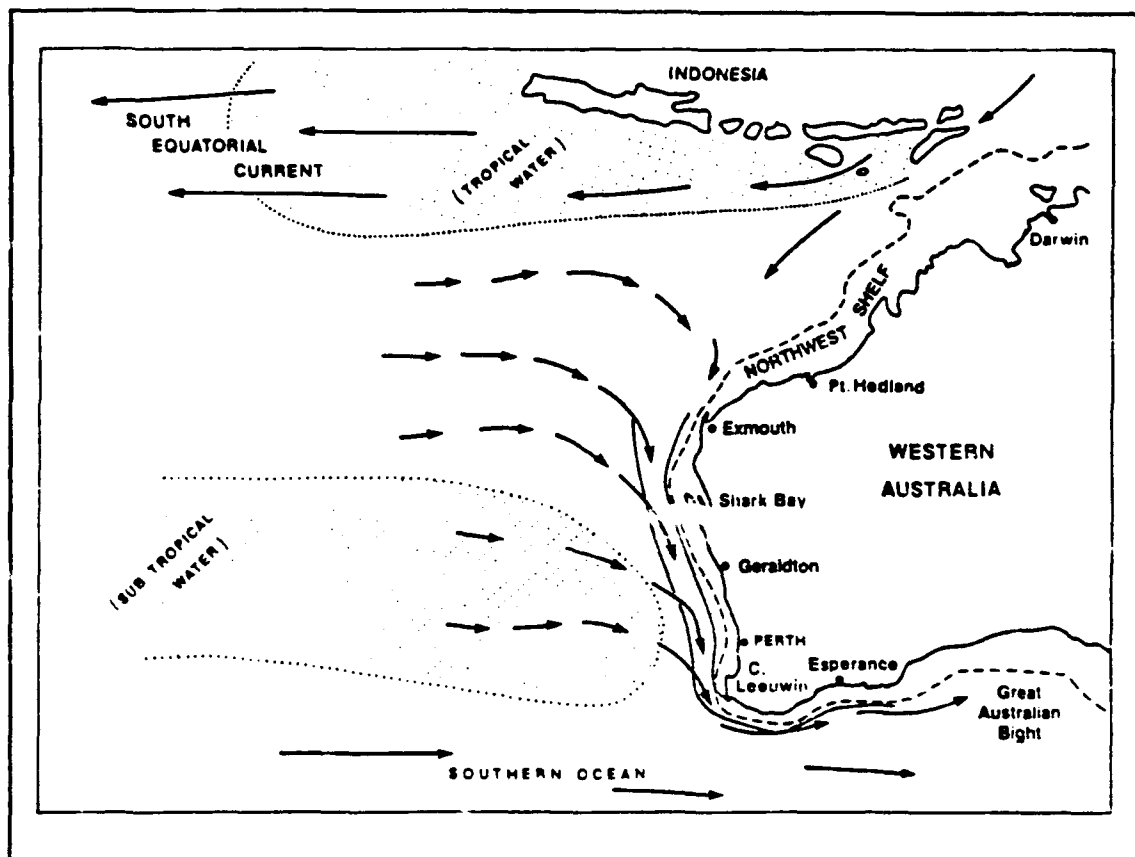 INDONESIA
SOUTH
EQUATORIAL
CURRENT
(TROPICAL
WATER)
Darwin
NORTHWEST SHELF
Pt. Hedland
Exmouth
WESTERN
AUSTRALIA
Shark Bay
(SUB TROPICAL
WATER)
Geraldton
PERTH
C.
Leeuwin
Esperance
Great
Australian
Bight
SOUTHERN OCEAN